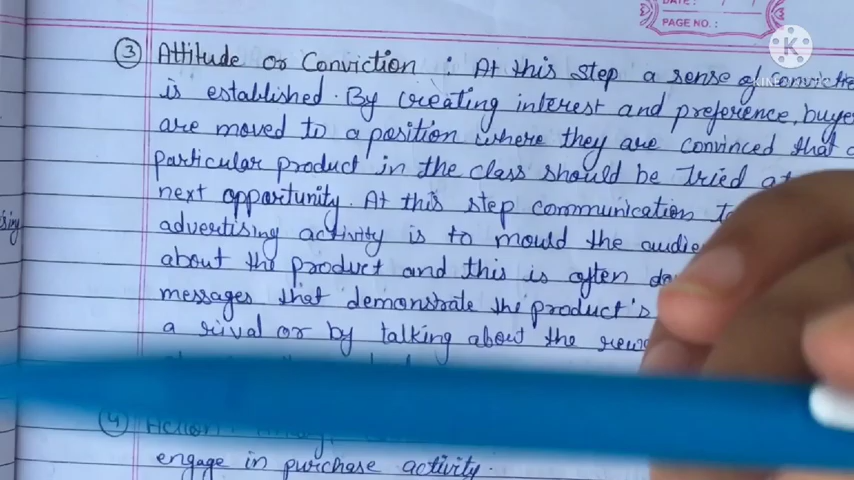 DATE: / /
PAGE NO.:
K
③ Attitude or Conviction : At this step a sense of
is established. By creating interest and preference,
are moved to a position where they are convinced that
particular product in the class should be tried at
next opportunity. At this step communication
advertising activity is to mould the
about the product and this is often
messages that demonstrate the product's
a rival or by talking about the
④ Action:
engage in purchase activity.